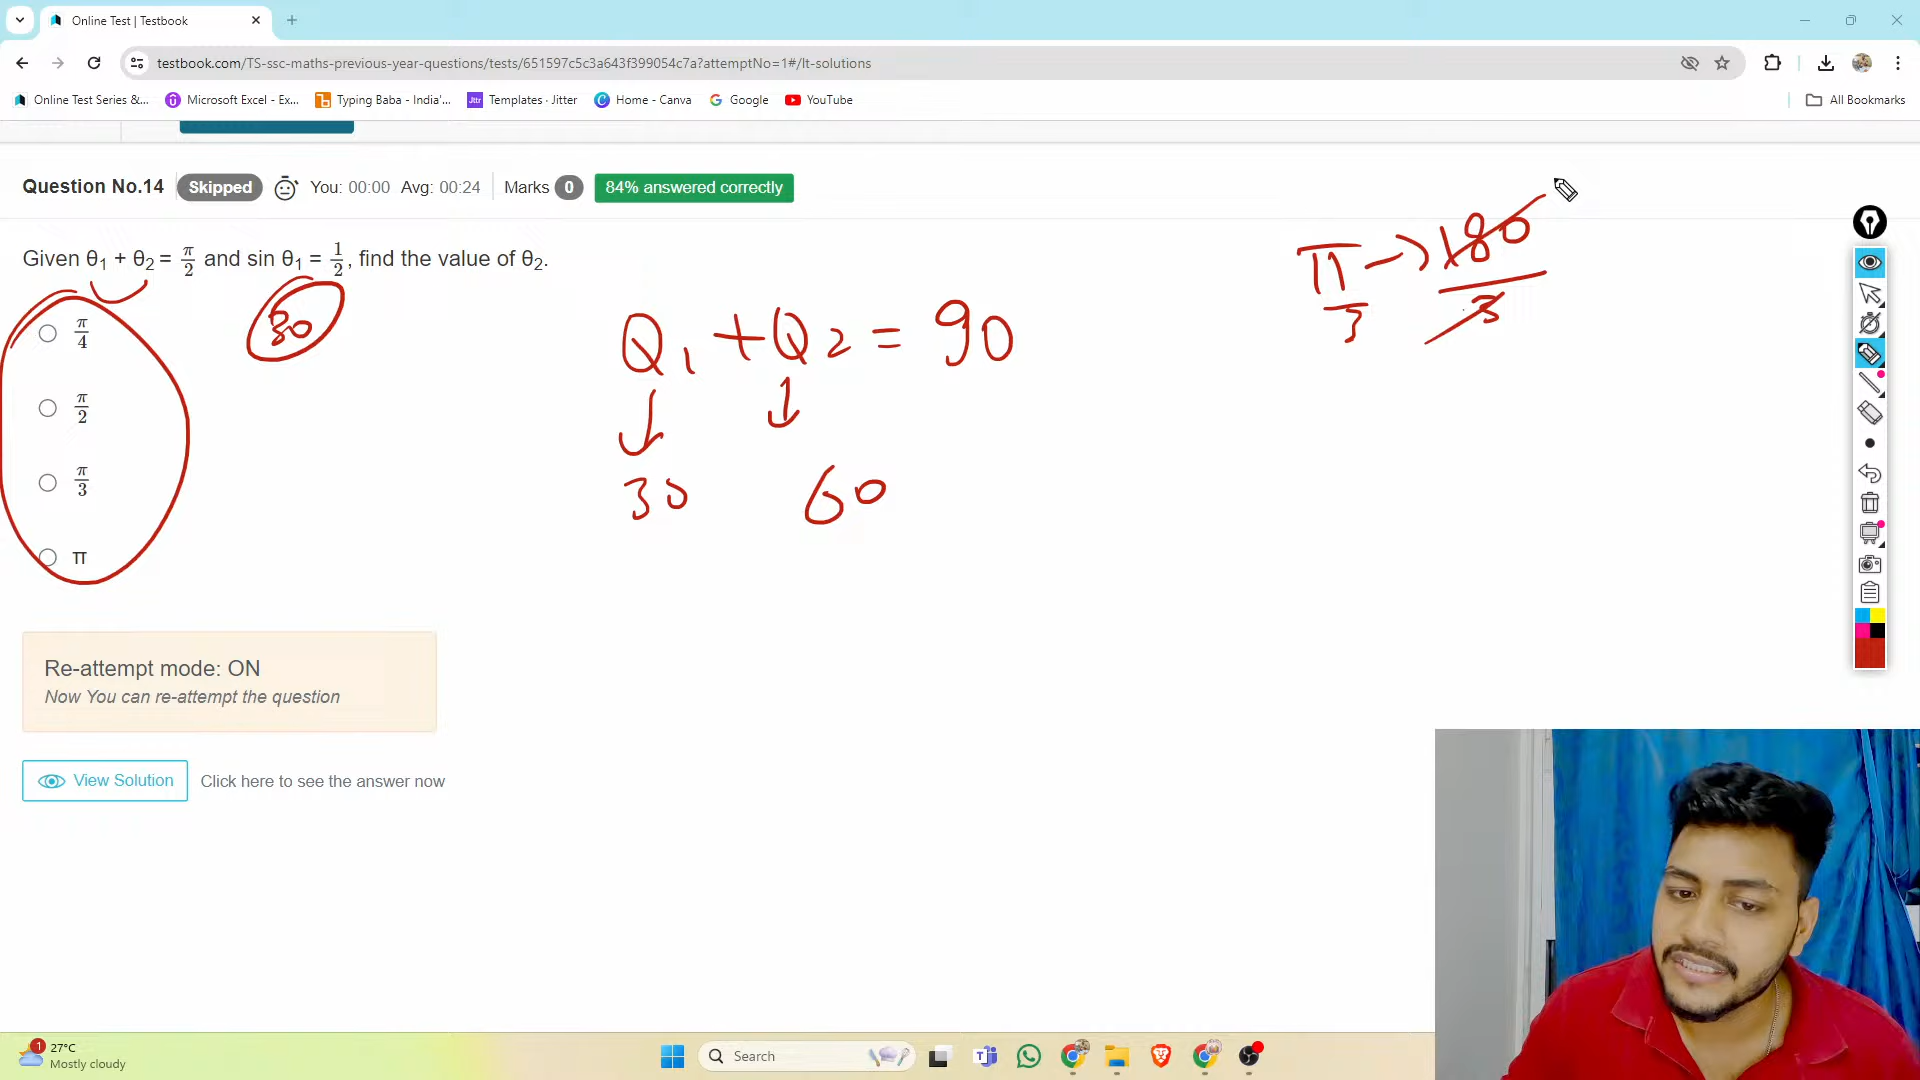 Online Test | Testbook
testbook.com/TS-ssc-maths-previous-year-questions/tests/651597c5c3a643f399054c7a?attemptNo=1#/lt-solutions
Online Test Series &... Microsoft Excel - Ex... Typing Baba - India'... Jttr Templates · Jitter Home - Canva Google YouTube All Bookmarks
Question No.14 Skipped You: 00:00 Avg: 00:24 Marks 0 84% answered correctly
Given θ₁ + θ₂ = π/2 and sin θ₁ = 1/2, find the value of θ₂.
π/4
π/2
π/3
π
30
Q₁ + Q₂ = 90
30 60
π/3 → 180/3
Re-attempt mode: ON
Now You can re-attempt the question
View Solution Click here to see the answer now
1
27°C
Mostly cloudy
Search